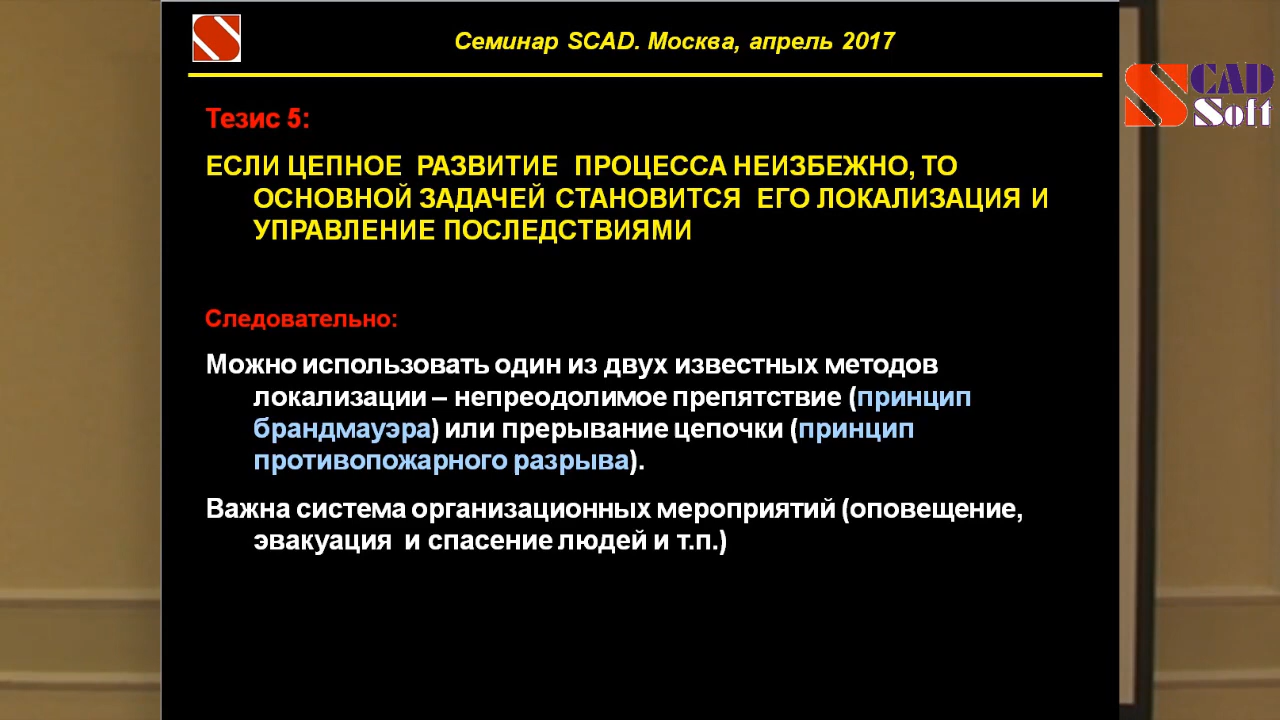 Семинар SCAD. Москва, апрель 2017
SCAD
Soft
Тезис 5:
ЕСЛИ ЦЕПНОЕ РАЗВИТИЕ ПРОЦЕССА НЕИЗБЕЖНО, ТО
ОСНОВНОЙ ЗАДАЧЕЙ СТАНОВИТСЯ ЕГО ЛОКАЛИЗАЦИЯ И
УПРАВЛЕНИЕ ПОСЛЕДСТВИЯМИ
Следовательно:
Можно использовать один из двух известных методов
локализации – непреодолимое препятствие (принцип
брандмауэра) или прерывание цепочки (принцип
противопожарного разрыва).
Важна система организационных мероприятий (оповещение,
эвакуация и спасение людей и т.п.)